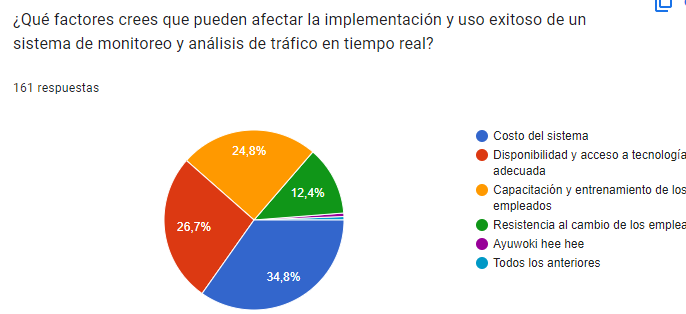 ¿Qué factores crees que pueden afectar la implementación y uso exitoso de un
sistema de monitoreo y análisis de tráfico en tiempo real?
161 respuestas
24,8%
12,4%
26,7%
34,8%
Costo del sistema
Disponibilidad y acceso a tecnología
adecuada
Capacitación y entrenamiento de los
empleados
Resistencia al cambio de los emplea
Ayuwoki hee hee
Todos los anteriores